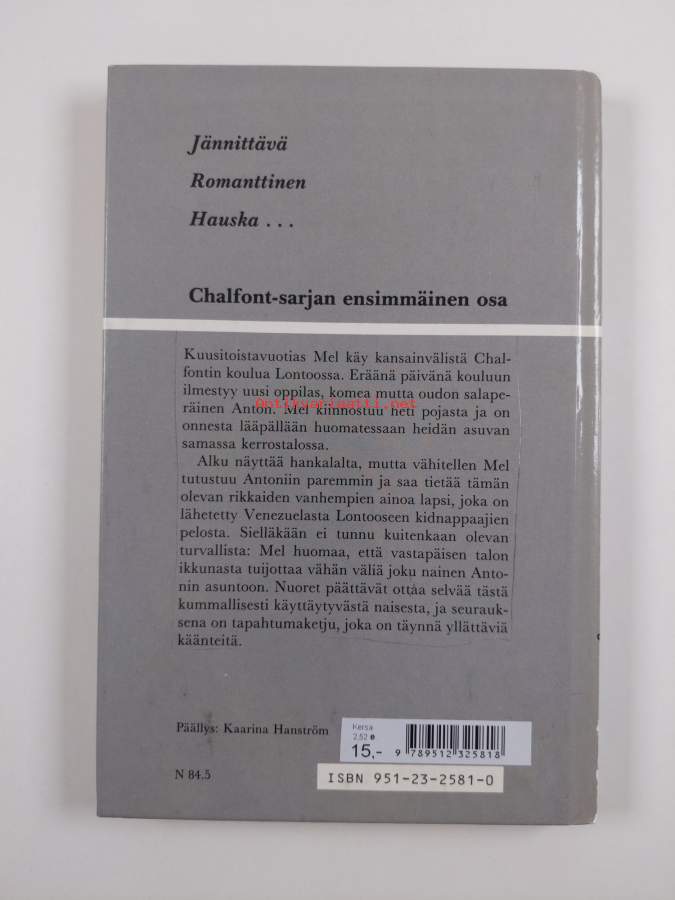 Jännittävä
Romanttinen
Hauska . . .
Chalfont-sarjan ensimmäinen osa
Kuusitoistavuotias Mel käy kansainvälistä Chal-
fontin koulua Lontoossa. Eräänä päivänä kouluun
ilmestyy uusi oppilas, komea mutta oudon salape-
antikvariaatti.net
räinen Anton. Mel kiinnostuu heti pojasta ja on
onnesta lääpällään huomatessaan heidän asuvan
samassa kerrostalossa.
Alku näyttää hankalalta, mutta vähitellen Mel
tutustuu Antoniin paremmin ja saa tietää tämän
olevan rikkaiden vanhempien ainoa lapsi, joka on
lähetetty Venezuelasta Lontooseen kidnappaajien
pelosta. Sielläkään ei tunnu kuitenkaan olevan
turvallista: Mel huomaa, että vastapäisen talon
ikkunasta tuijottaa vähän väliä joku nainen Anto-
nin asuntoon. Nuoret päättävät ottaa selvää tästä
kummallisesti käyttäytyvästä naisesta, ja seurauk-
sena on tapahtumaketju, joka on täynnä yllättäviä
käänteitä.
Päällys: Kaarina Hanström
Kersa
2.52 e
15,-
9 789512 325818
N 84.5
ISBN 951-23-2581-0